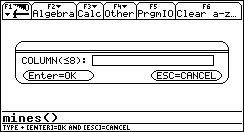 F1 F2 Algebra F3 Calc F4 Other F5 PrgmIO F6 Clear a-z…
COLUMN(≤8):
Enter=OK ESC=CANCEL
mines()
TYPE + [ENTER]=OK AND [ESC]=CANCEL